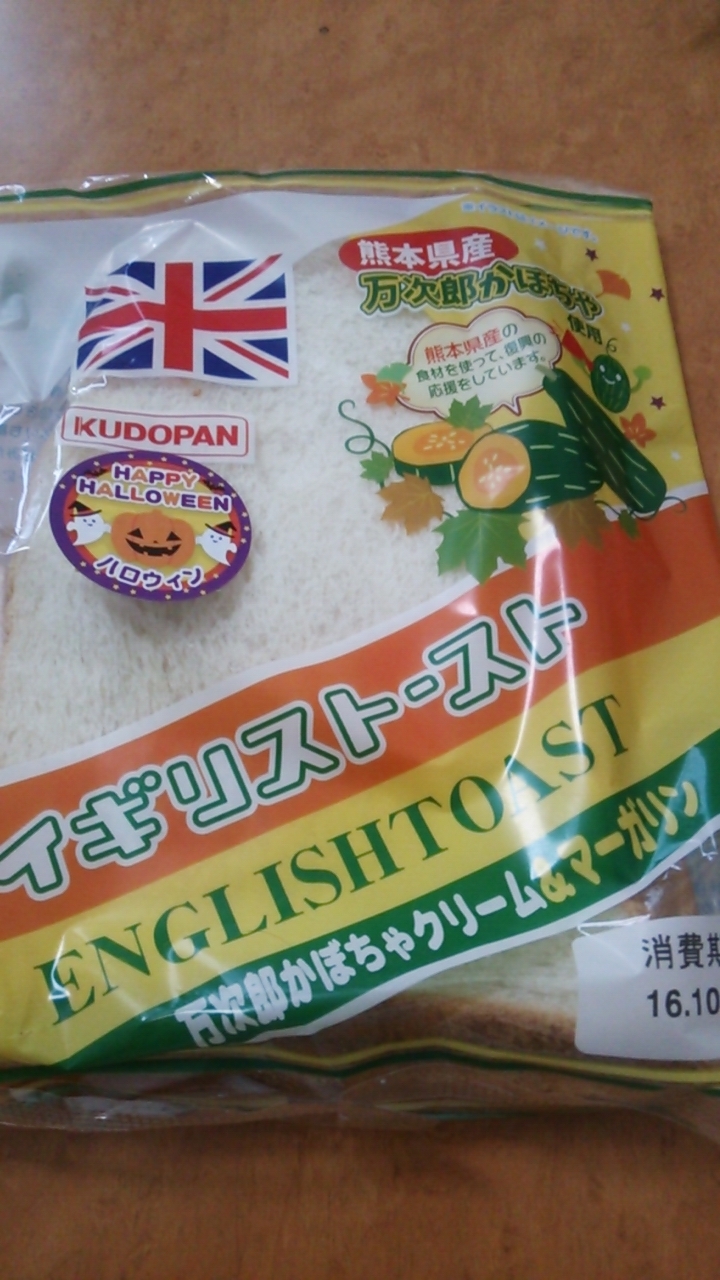 熊本県産
万次郎かぼちゃ
使用
熊本県産の
食材を使って、復興の
応援をしています。
KUDOPAN
HAPPY
HALLOWEEN
ハロウィン
イギリストースト
ENGLISH TOAST
万次郎かぼちゃクリーム&マーガリン
消費期
16.10